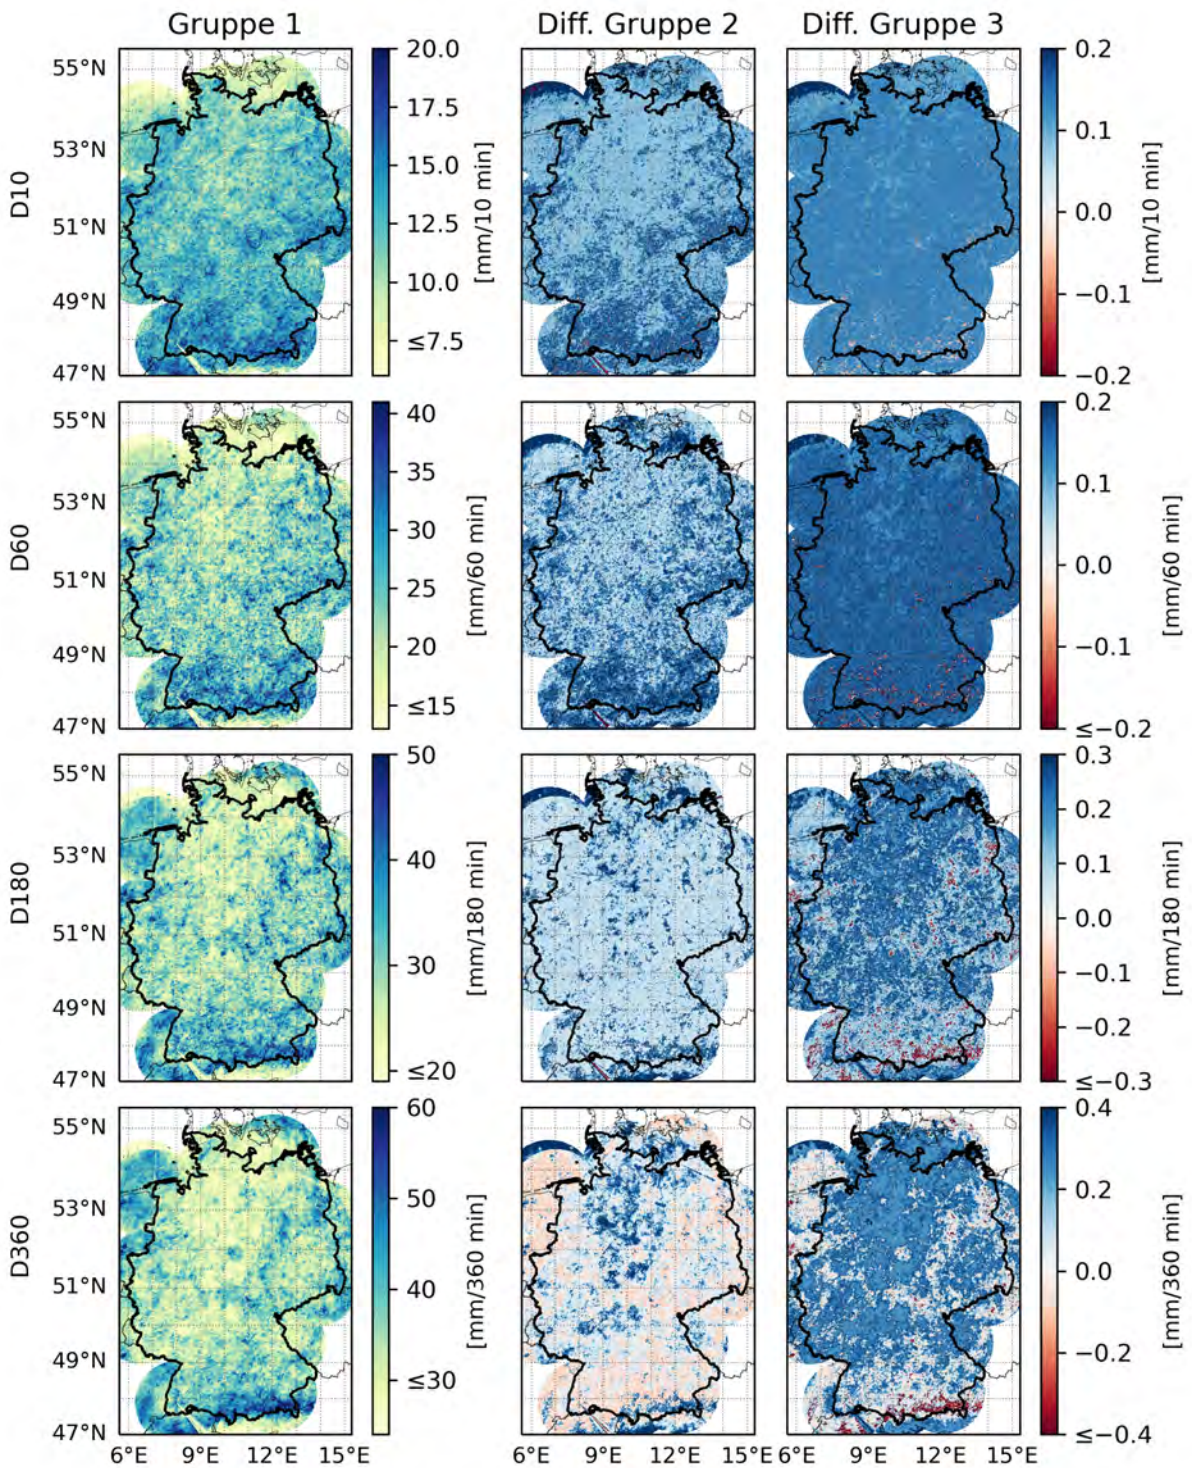 Gruppe 1
Diff. Gruppe 2
Diff. Gruppe 3
D10
55°N
53°N
51°N
49°N
47°N
20.0
17.5
15.0
12.5
10.0
≤7.5
[mm/10 min]
0.2
0.1
0.0
−0.1
−0.2
[mm/10 min]
D60
55°N
53°N
51°N
49°N
47°N
40
35
30
25
20
≤15
[mm/60 min]
0.2
0.1
0.0
−0.1
≤−0.2
[mm/60 min]
D180
55°N
53°N
51°N
49°N
47°N
50
40
30
≤20
[mm/180 min]
0.3
0.2
0.1
0.0
−0.1
−0.2
≤−0.3
[mm/180 min]
D360
55°N
53°N
51°N
49°N
47°N
60
50
40
≤30
[mm/360 min]
0.4
0.2
0.0
−0.2
≤−0.4
[mm/360 min]
6°E 9°E 12°E 15°E 6°E 9°E 12°E 15°E 6°E 9°E 12°E 15°E